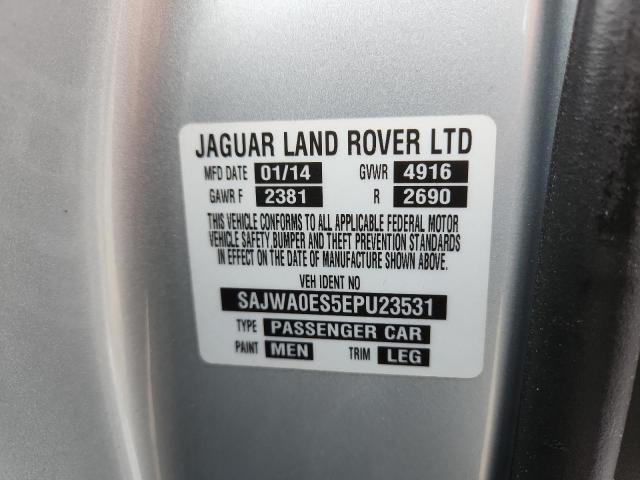 JAGUAR LAND ROVER LTD
MFD DATE 01/14 GVWR 4916
GAWR F 2381 R 2690
THIS VEHICLE CONFORMS TO ALL APPLICABLE FEDERAL MOTOR
VEHICLE SAFETY,BUMPER AND THEFT PREVENTION STANDARDS
IN EFFECT ON THE DATE OF MANUFACTURE SHOWN ABOVE.
VEH IDENT NO
SAJWA0ES5EPU23531
TYPE PASSENGER CAR
PAINT MEN TRIM LEG